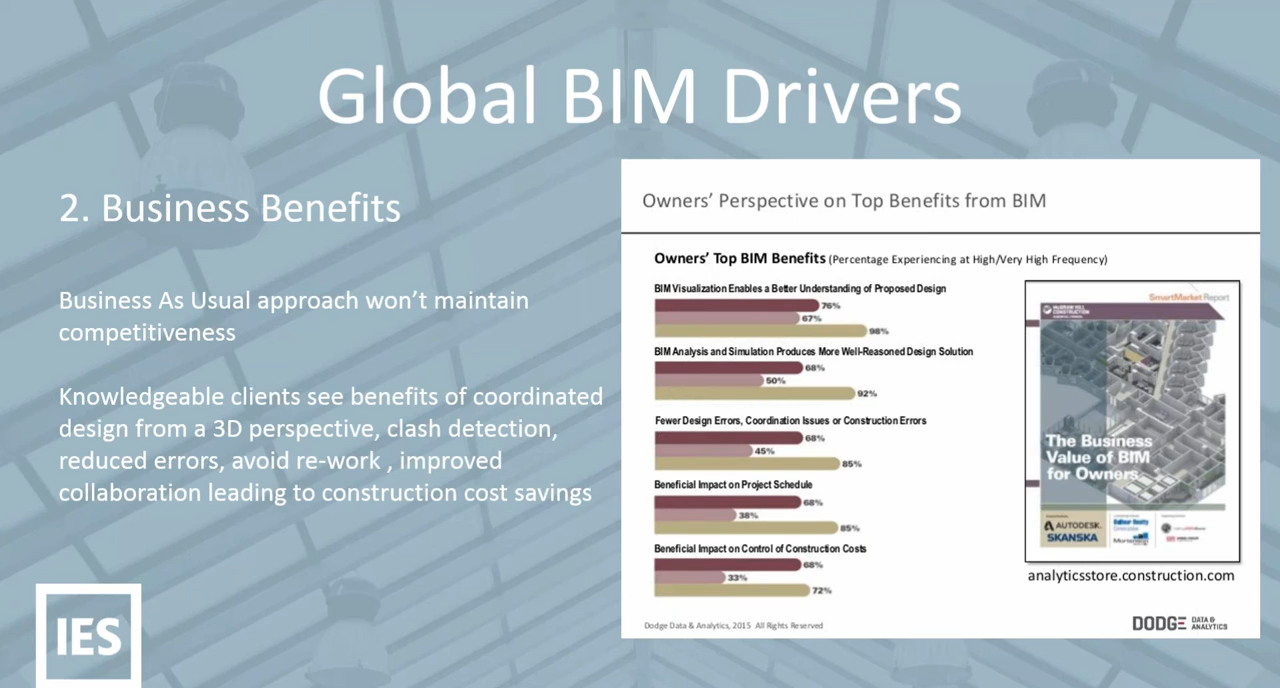 Global BIM Drivers
2. Business Benefits
Business As Usual approach won’t maintain
competitiveness
Knowledgeable clients see benefits of coordinated
design from a 3D perspective, clash detection,
reduced errors, avoid re-work , improved
collaboration leading to construction cost savings
IES
Owners’ Perspective on Top Benefits from BIM
Owners’ Top BIM Benefits (Percentage Experiencing at High/Very High Frequency)
BIM Visualization Enables a Better Understanding of Proposed Design
76%
67%
98%
BIM Analysis and Simulation Produces More Well-Reasoned Design Solution
68%
50%
92%
Fewer Design Errors, Coordination Issues or Construction Errors
68%
45%
85%
Beneficial Impact on Project Schedule
68%
38%
85%
Beneficial Impact on Control of Construction Costs
68%
33%
72%
SmartMarket Report
The Business
Value of BIM
for Owners
AUTODESK.
SKANSKA
analyticsstore.construction.com
Dodge Data & Analytics, 2015 All Rights Reserved
DODGE DATA &
ANALYTICS